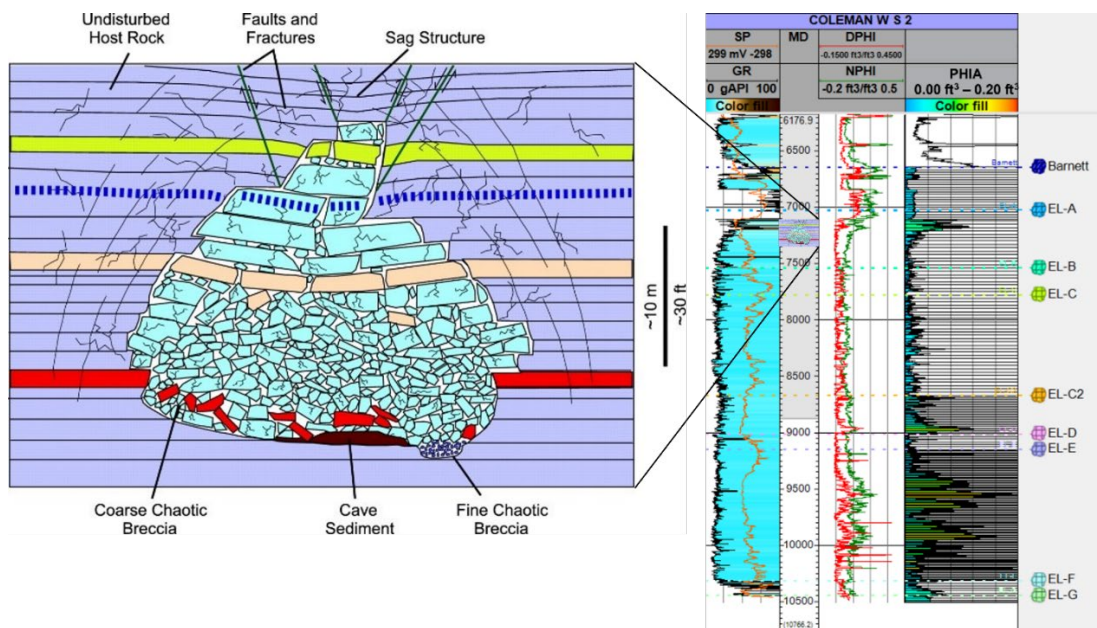 Undisturbed
Host Rock
Faults and
Fractures
Sag Structure
~10 m
~30 ft
Coarse Chaotic
Breccia
Cave
Sediment
Fine Chaotic
Breccia
COLEMAN W S 2
SP
299 mV -298
MD
DPHI
-0.1500 ft3/ft3 0.4500
GR
0 gAPI 100
NPHI
-0.2 ft3/ft3 0.5
PHIA
0.00 ft³ – 0.20 ft³
Color fill
Color fill
6176.9
6500
7000
7500
8000
8500
9000
9500
10000
10500
(10766.2)
Barnett
Barnett
EL-A
EL-B
EL-C
EL-C2
EL-D
EL-E
EL-F
EL-G